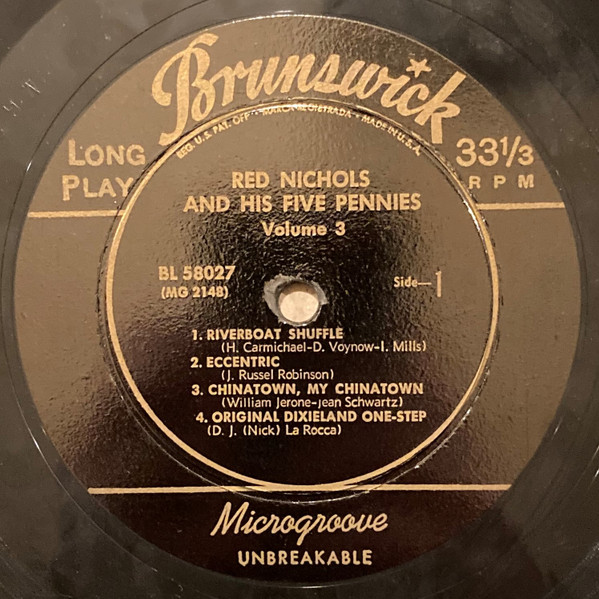 Brunswick
REG. U.S. PAT. OFF. • MARCA REGISTRADA • MADE IN U.S.A.
LONG PLAY
33⅓ RPM
RED NICHOLS
AND HIS FIVE PENNIES
Volume 3
BL 58027
(MG 2148)
Side—1
1. RIVERBOAT SHUFFLE
(H. Carmichael-D. Voynow-I. Mills)
2. ECCENTRIC
(J. Russel Robinson)
3. CHINATOWN, MY CHINATOWN
(William Jerone-Jean Schwartz)
4. ORIGINAL DIXIELAND ONE-STEP
(D. J. (Nick) La Rocca)
Microgroove
UNBREAKABLE